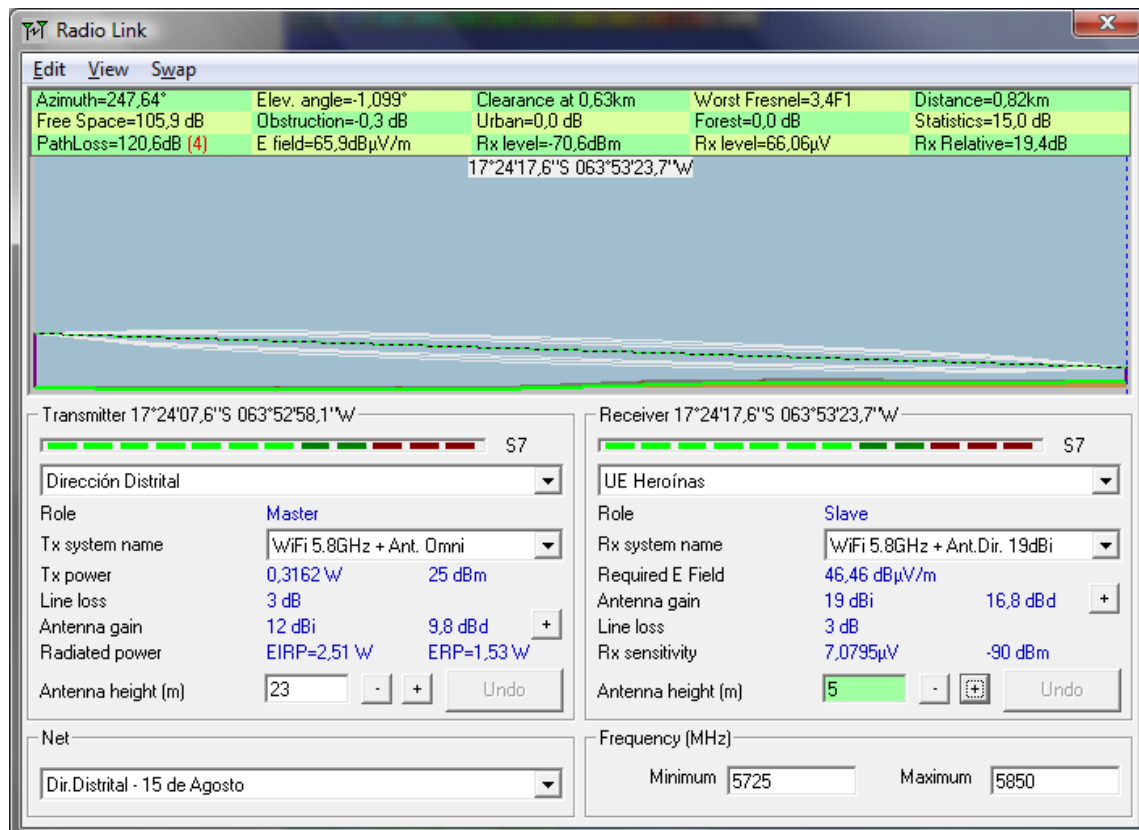 Radio Link
Edit View Swap
Azimuth=247,64° Elev. angle=-1,099° Clearance at 0,63km Worst Fresnel=3,4F1 Distance=0,82km
Free Space=105,9 dB Obstruction=-0,3 dB Urban=0,0 dB Forest=0,0 dB Statistics=15,0 dB
PathLoss=120,6dB (4) E field=65,9dBµV/m Rx level=-70,6dBm Rx level=66,06µV Rx Relative=19,4dB
17°24'17,6"S 063°53'23,7"W
Transmitter 17°24'07,6"S 063°52'58,1"W
S7
Dirección Distrital
Role Master
Tx system name WiFi 5.8GHz + Ant. Omni
Tx power 0,3162 W 25 dBm
Line loss 3 dB
Antenna gain 12 dBi 9,8 dBd +
Radiated power EIRP=2,51 W ERP=1,53 W
Antenna height (m) 23 - + Undo
Receiver 17°24'17,6"S 063°53'23,7"W
S7
UE Heroínas
Role Slave
Rx system name WiFi 5.8GHz + Ant.Dir. 19dBi
Required E Field 46,46 dBµV/m
Antenna gain 19 dBi 16,8 dBd +
Line loss 3 dB
Rx sensitivity 7,0795µV -90 dBm
Antenna height (m) 5 - + Undo
Net
Dir.Distrital - 15 de Agosto
Frequency (MHz)
Minimum 5725 Maximum 5850